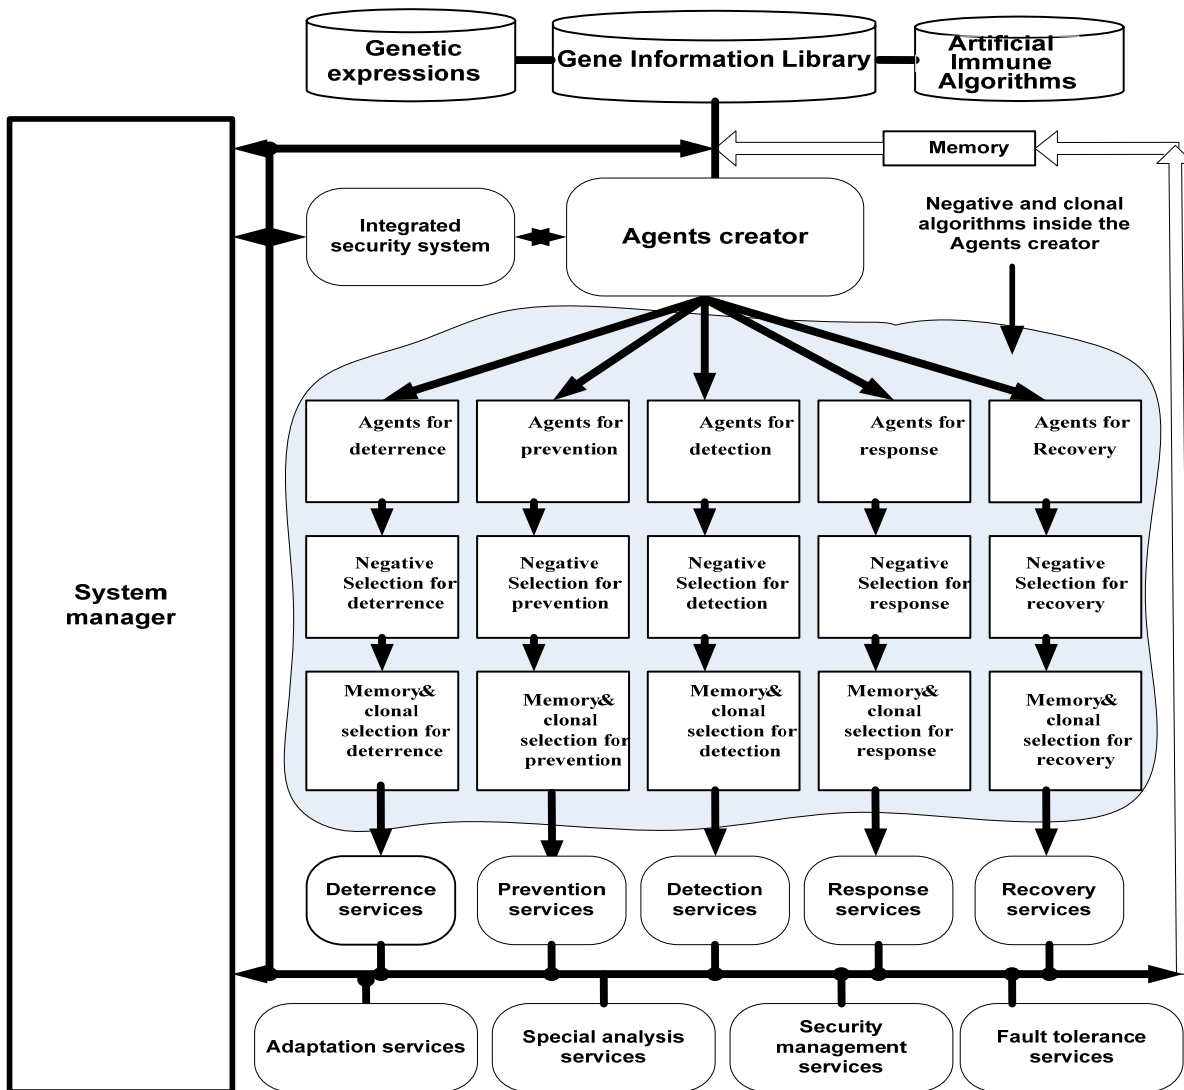 Genetic
expressions
Gene Information Library
Artificial
Immune
Algorithms
Memory
Integrated
security system
Agents creator
Negative and clonal
algorithms inside the
Agents creator
System
manager
Agents for
deterrence
Agents for
prevention
Agents for
detection
Agents for
response
Agents for
Recovery
Negative
Selection for
deterrence
Negative
Selection for
prevention
Negative
Selection for
detection
Negative
Selection for
response
Negative
Selection for
recovery
Memory&
clonal
selection for
deterrence
Memory&
clonal
selection for
prevention
Memory&
clonal
selection for
detection
Memory&
clonal
selection for
response
Memory&
clonal
selection for
recovery
Deterrence
services
Prevention
services
Detection
services
Response
services
Recovery
services
Adaptation services
Special analysis
services
Security
management
services
Fault tolerance
services